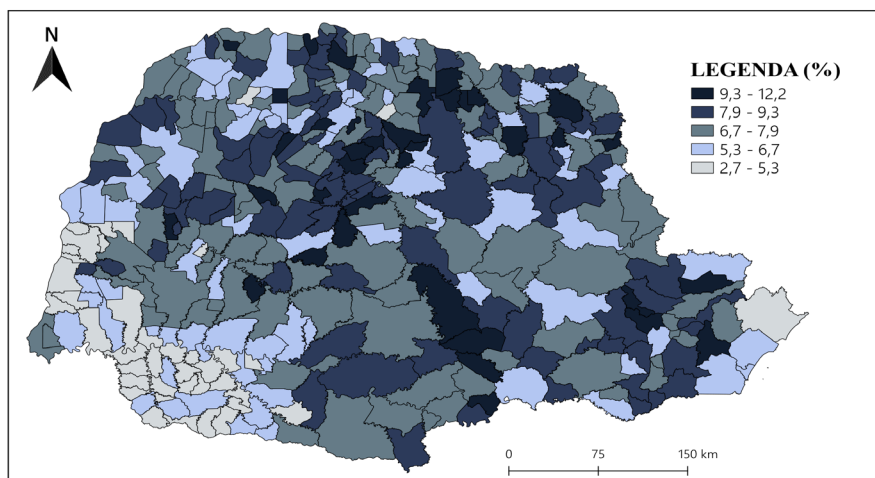 N
LEGENDA (%)
9,3 - 12,2
7,9 - 9,3
6,7 - 7,9
5,3 - 6,7
2,7 - 5,3
0 75 150 km